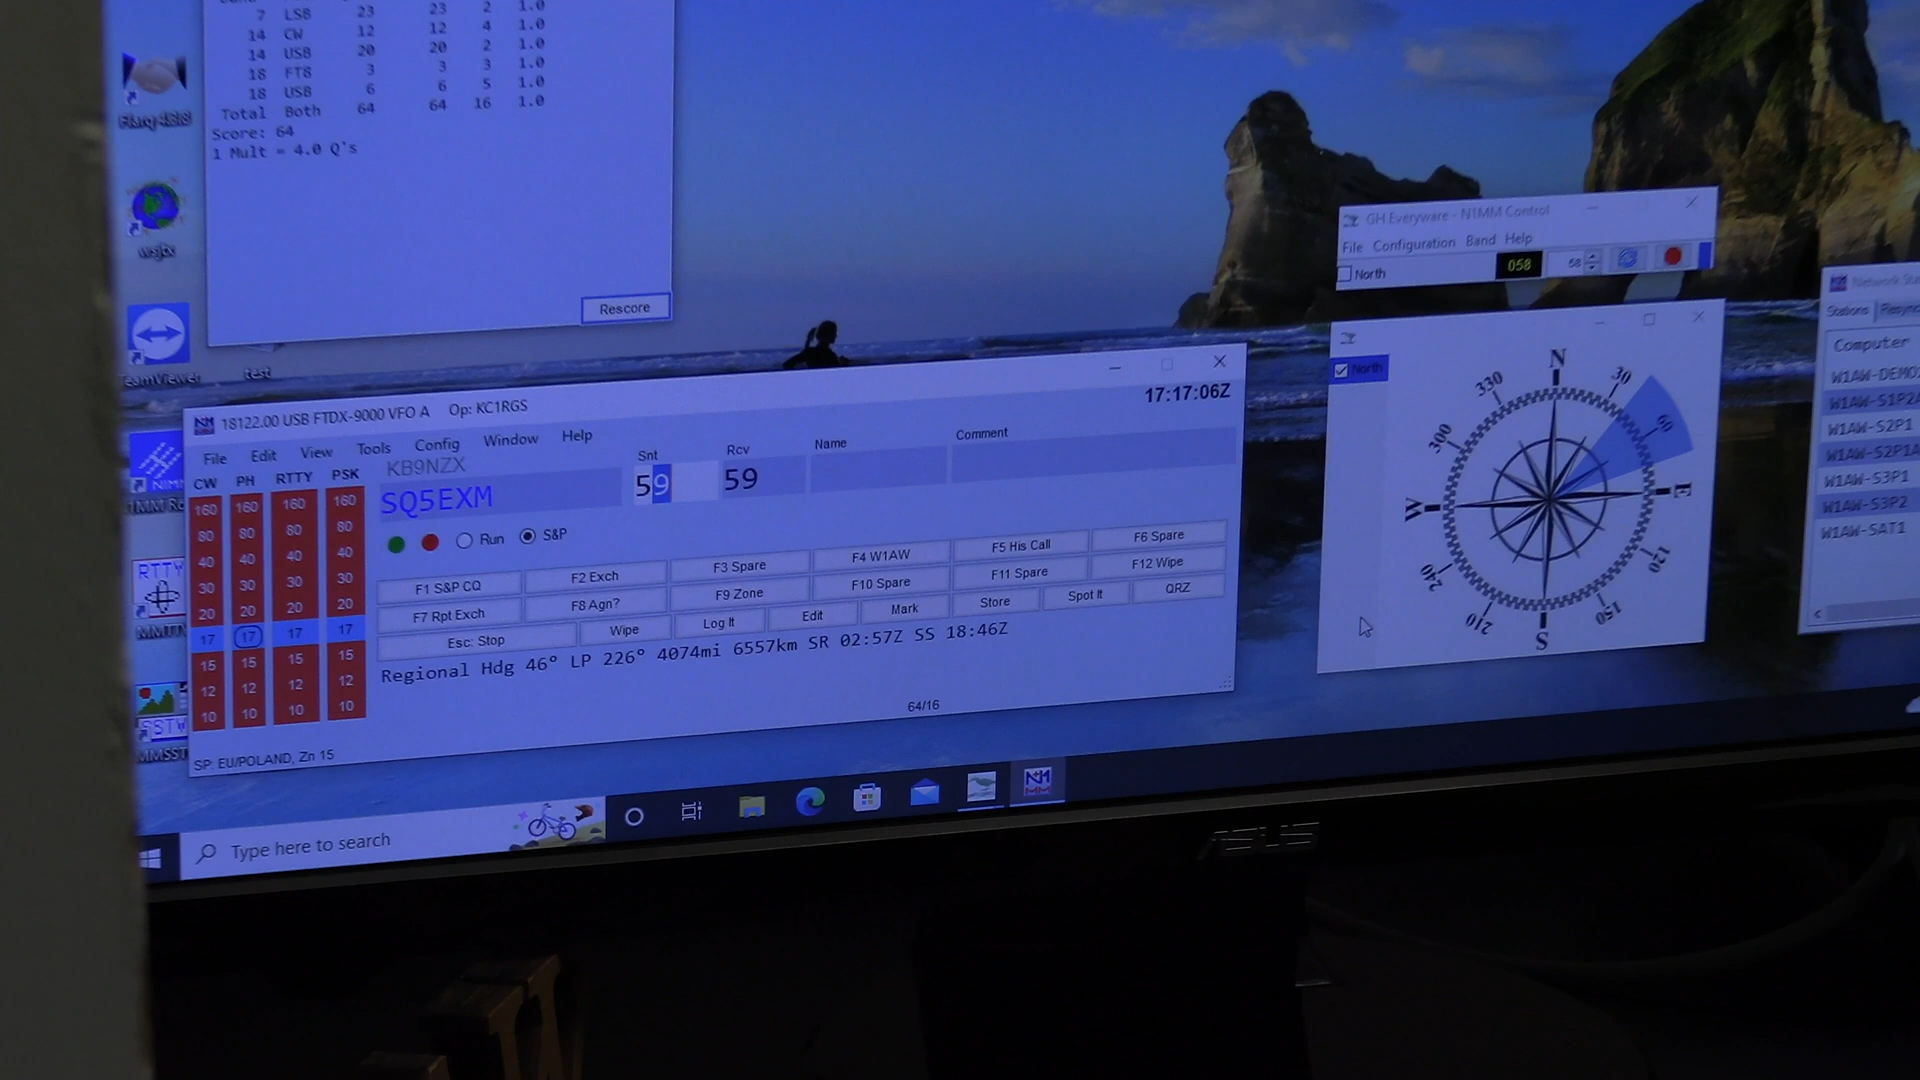 7 LSB 23 23 2 1.0
14 CW 12 12 4 1.0
14 USB 20 20 2 1.0
18 FT8 3 3 3 1.0
18 USB 6 6 5 1.0
Total Both 64 64 16 1.0
Score: 64
1 Mult = 4.0 Q's
Rescore
wsjtx
TeamViewer
test
RTTY
GH Everyware - N1MM Control
File Configuration Band Help
North
058
58
North
N
30
60
E
120
150
S
210
240
W
300
330
Stations
Computer
W1AW-S2P1
W1AW-S3P1
W1AW-S3P2
W1AW-SAT1
18122.00 USB FTDX-9000 VFO A Op: KC1RGS
17:17:06Z
File Edit View Tools Config Window Help
CW PH RTTY PSK
160 160 160 160
80 80 80 80
40 40 40 40
30 30 30 30
20 20 20 20
17 17 17 17
15 15 15 15
12 12 12 12
10 10 10 10
KB9NZX
Snt Rcv Name Comment
SQ5EXM 59 59
Run S&P
F1 S&P CQ F2 Exch F3 Spare F4 W1AW F5 His Call F6 Spare
F7 Rpt Exch F8 Agn? F9 Zone F10 Spare F11 Spare F12 Wipe
Esc: Stop Wipe Log It Edit Mark Store Spot It QRZ
Regional Hdg 46° LP 226° 4074mi 6557km SR 02:57Z SS 18:46Z
64/16
SP: EU/POLAND, Zn 15
Type here to search
ASUS